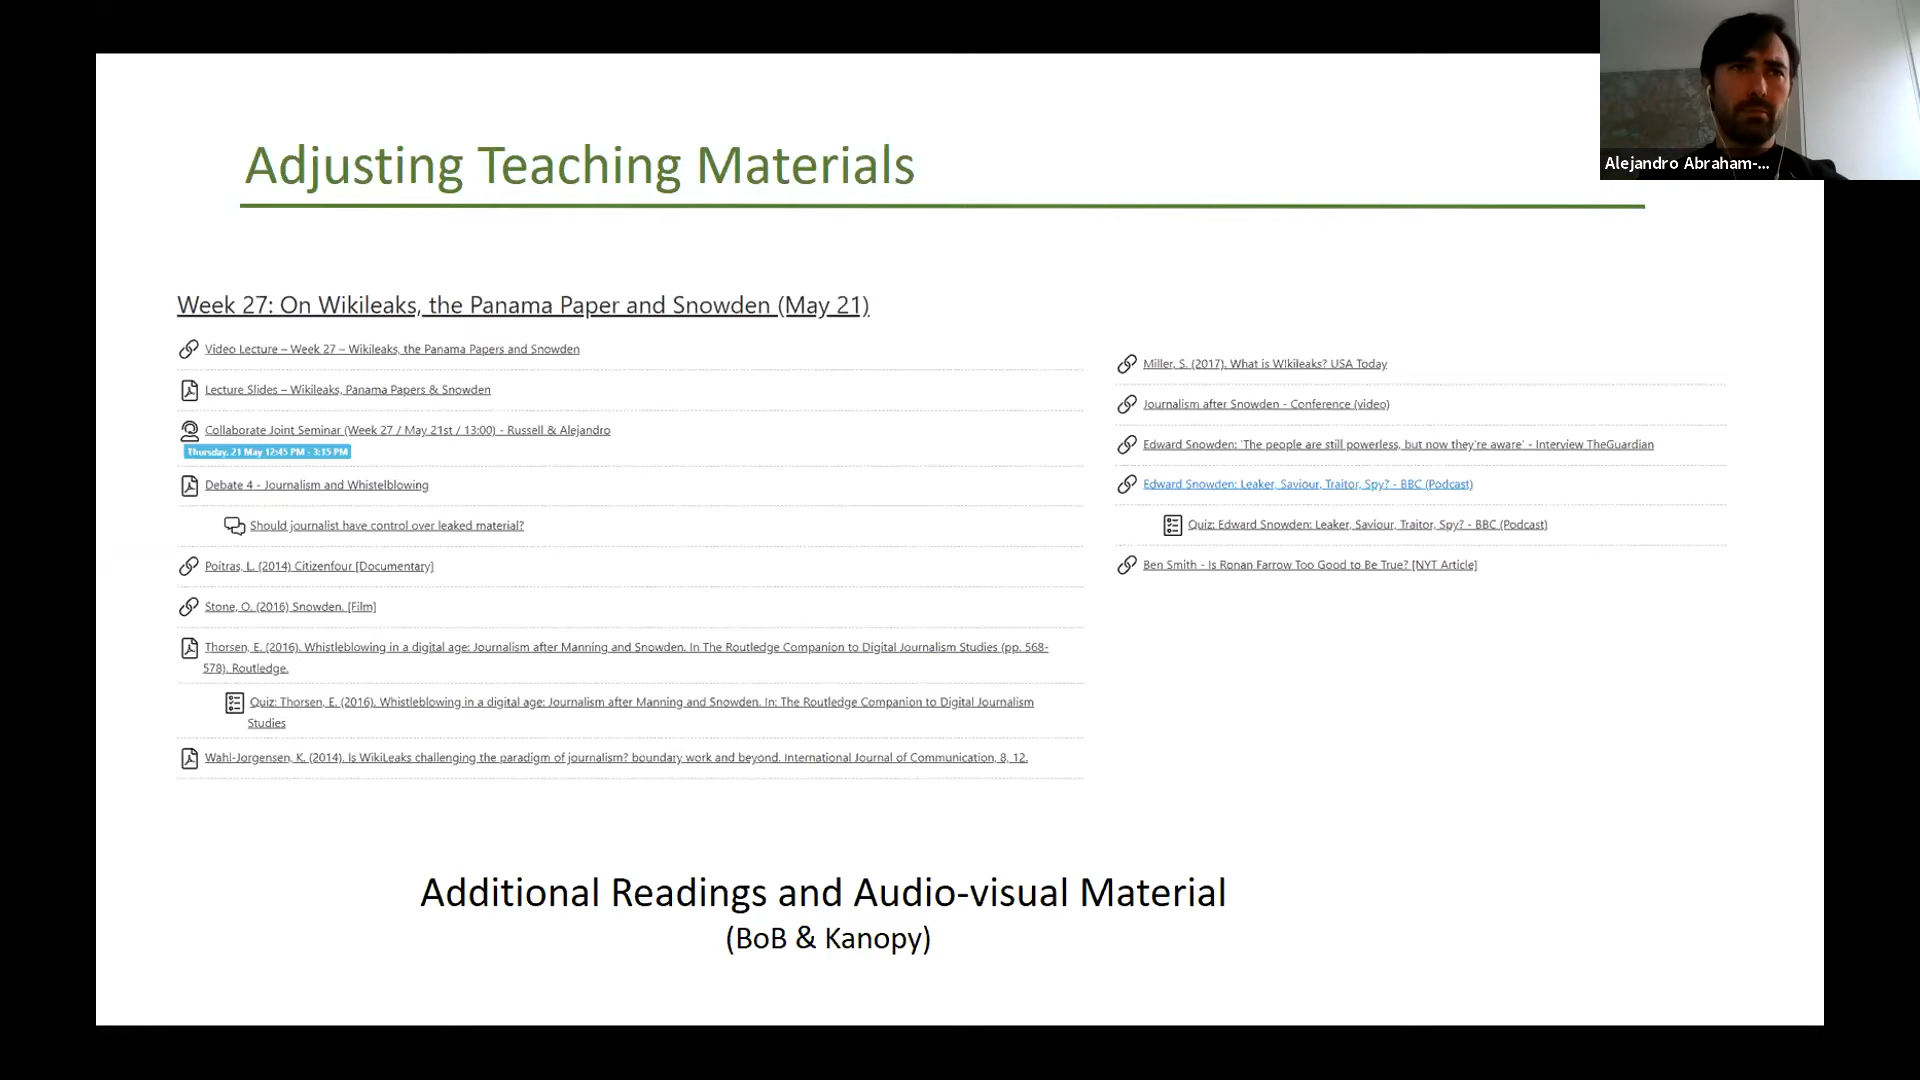 Adjusting Teaching Materials
Alejandro Abraham-...
Week 27: On Wikileaks, the Panama Paper and Snowden (May 21)
Video Lecture – Week 27 – Wikileaks, the Panama Papers and Snowden
Lecture Slides – Wikileaks, Panama Papers & Snowden
Collaborate Joint Seminar (Week 27 / May 21st / 13:00) - Russell & Alejandro
Thursday, 21 May 12:45 PM - 3:15 PM
Debate 4 - Journalism and Whistelblowing
Should journalist have control over leaked material?
Poitras, L. (2014) Citizenfour [Documentary]
Stone, O. (2016) Snowden. [Film]
Thorsen, E. (2016). Whistleblowing in a digital age: Journalism after Manning and Snowden. In The Routledge Companion to Digital Journalism Studies (pp. 568-
578). Routledge.
Quiz: Thorsen, E. (2016). Whistleblowing in a digital age: Journalism after Manning and Snowden. In: The Routledge Companion to Digital Journalism
Studies
Wahl-Jorgensen, K. (2014). Is WikiLeaks challenging the paradigm of journalism? boundary work and beyond. International Journal of Communication, 8, 12.
Miller, S. (2017). What is WIkileaks? USA Today
Journalism after Snowden - Conference (video)
Edward Snowden: 'The people are still powerless, but now they're aware' - Interview TheGuardian
Edward Snowden: Leaker, Saviour, Traitor, Spy? - BBC (Podcast)
Quiz: Edward Snowden: Leaker, Saviour, Traitor, Spy? - BBC (Podcast)
Ben Smith - Is Ronan Farrow Too Good to Be True? [NYT Article]
Additional Readings and Audio-visual Material
(BoB & Kanopy)